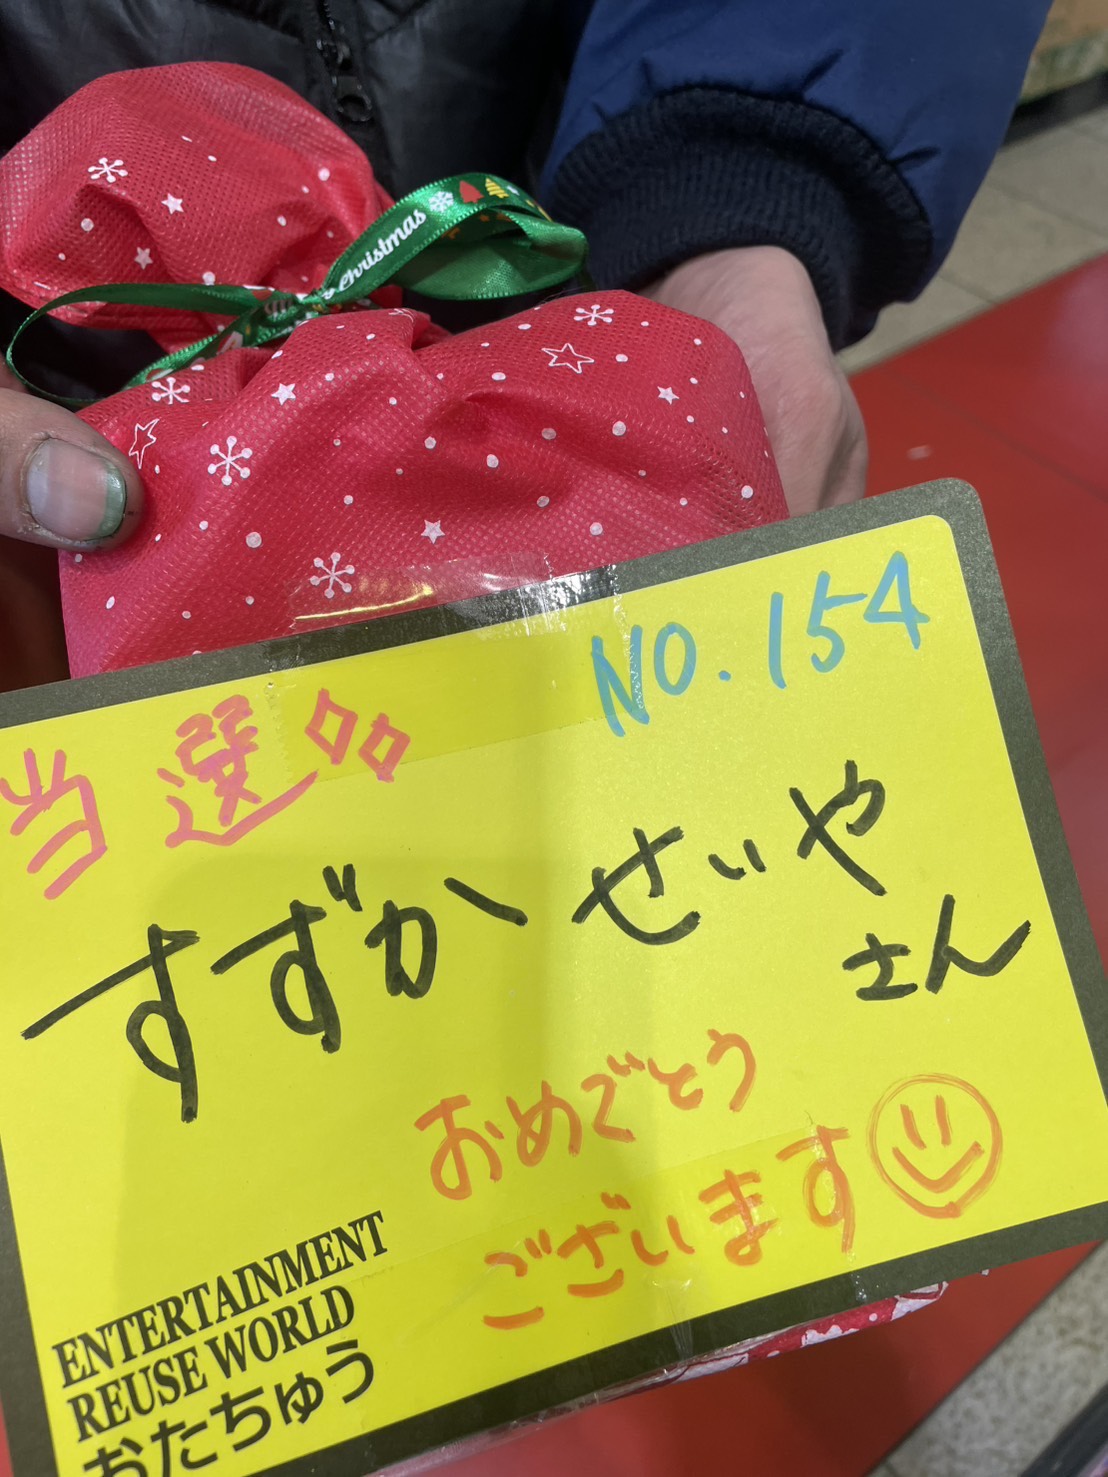 Christmas
NO.154
当選
すずか せいや
さん
おめでとう
ございます
ENTERTAINMENT
REUSE WORLD
おたちゅう